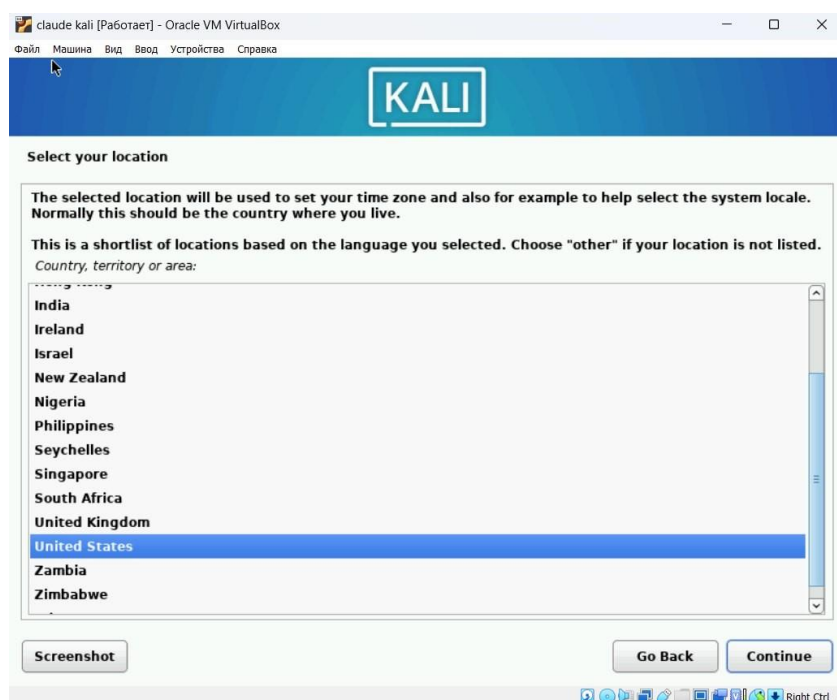 claude kali [Работает] - Oracle VM VirtualBox
Файл Машина Вид Ввод Устройства Справка
KALI
Select your location
The selected location will be used to set your time zone and also for example to help select the system locale.
Normally this should be the country where you live.
This is a shortlist of locations based on the language you selected. Choose "other" if your location is not listed.
Country, territory or area:
India
Ireland
Israel
New Zealand
Nigeria
Philippines
Seychelles
Singapore
South Africa
United Kingdom
United States
Zambia
Zimbabwe
Screenshot Go Back Continue
Right Ctrl